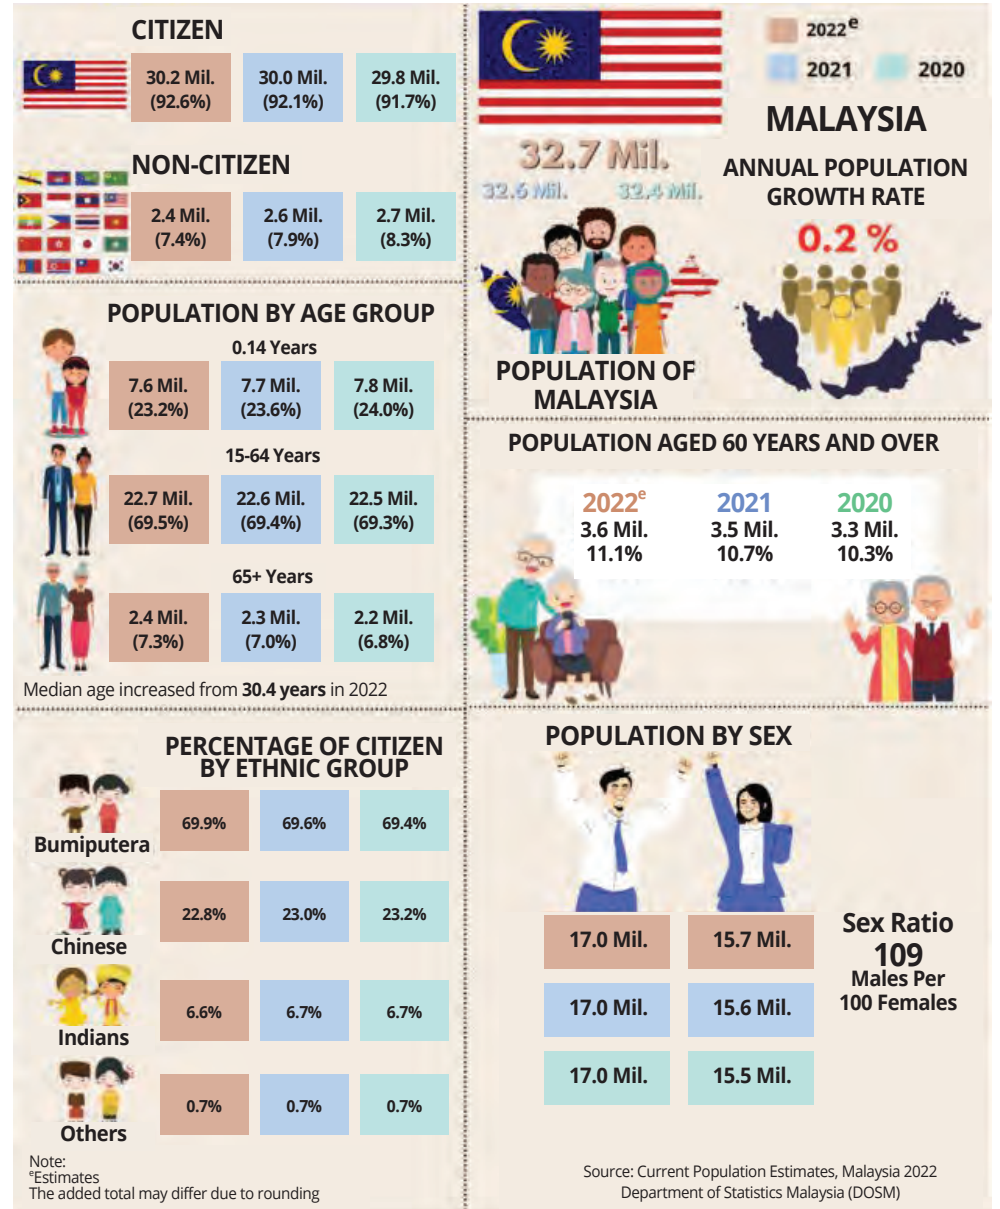 CITIZEN
30.2 Mil.
(92.6%)
30.0 Mil.
(92.1%)
29.8 Mil.
(91.7%)
NON-CITIZEN
2.4 Mil.
(7.4%)
2.6 Mil.
(7.9%)
2.7 Mil.
(8.3%)
2022e
2021
2020
MALAYSIA
32.7 Mil.
32.6 Mil.
32.4 Mil.
POPULATION OF
MALAYSIA
ANNUAL POPULATION
GROWTH RATE
0.2 %
POPULATION BY AGE GROUP
0.14 Years
7.6 Mil.
(23.2%)
7.7 Mil.
(23.6%)
7.8 Mil.
(24.0%)
15-64 Years
22.7 Mil.
(69.5%)
22.6 Mil.
(69.4%)
22.5 Mil.
(69.3%)
65+ Years
2.4 Mil.
(7.3%)
2.3 Mil.
(7.0%)
2.2 Mil.
(6.8%)
Median age increased from 30.4 years in 2022
POPULATION AGED 60 YEARS AND OVER
2022e
3.6 Mil.
11.1%
2021
3.5 Mil.
10.7%
2020
3.3 Mil.
10.3%
PERCENTAGE OF CITIZEN
BY ETHNIC GROUP
Bumiputera
69.9%
69.6%
69.4%
Chinese
22.8%
23.0%
23.2%
Indians
6.6%
6.7%
6.7%
Others
0.7%
0.7%
0.7%
Note:
eEstimates
The added total may differ due to rounding
POPULATION BY SEX
17.0 Mil.
15.7 Mil.
17.0 Mil.
15.6 Mil.
17.0 Mil.
15.5 Mil.
Sex Ratio
109
Males Per
100 Females
Source: Current Population Estimates, Malaysia 2022
Department of Statistics Malaysia (DOSM)